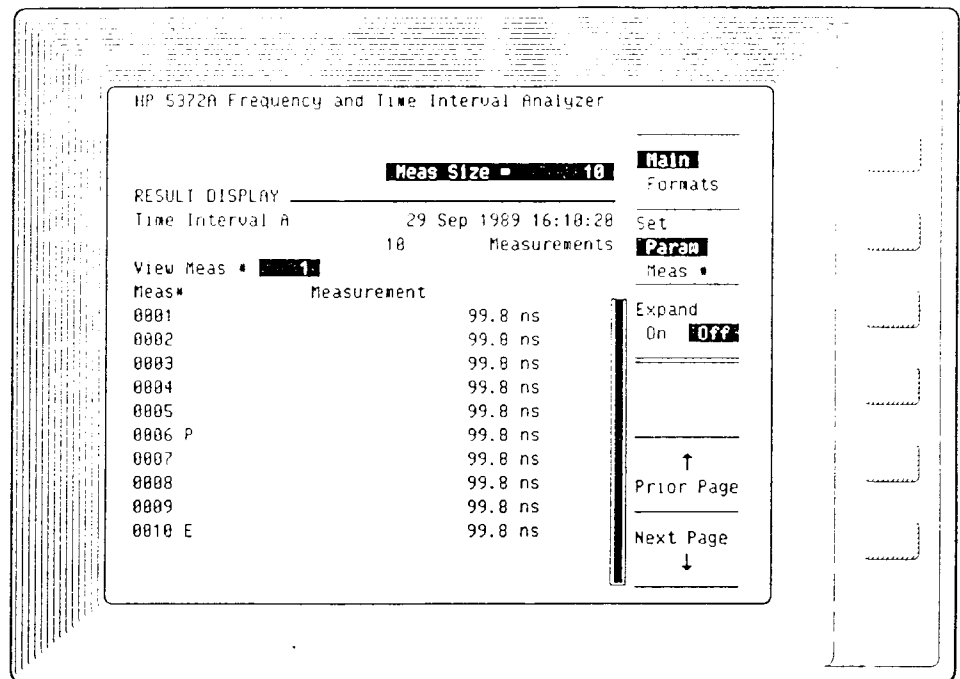 HP 5372A Frequency and Time Interval Analyzer
Meas Size = 10
RESULT DISPLAY
Time Interval A 29 Sep 1989 16:10:20
10 Measurements
View Meas # 1
Meas# Measurement
0001 99.8 ns
0002 99.8 ns
0003 99.8 ns
0004 99.8 ns
0005 99.8 ns
0006 P 99.8 ns
0007 99.8 ns
0008 99.8 ns
0009 99.8 ns
0010 E 99.8 ns
Main
Formats
Set
Param
Meas #
Expand
On Off
↑
Prior Page
Next Page
↓